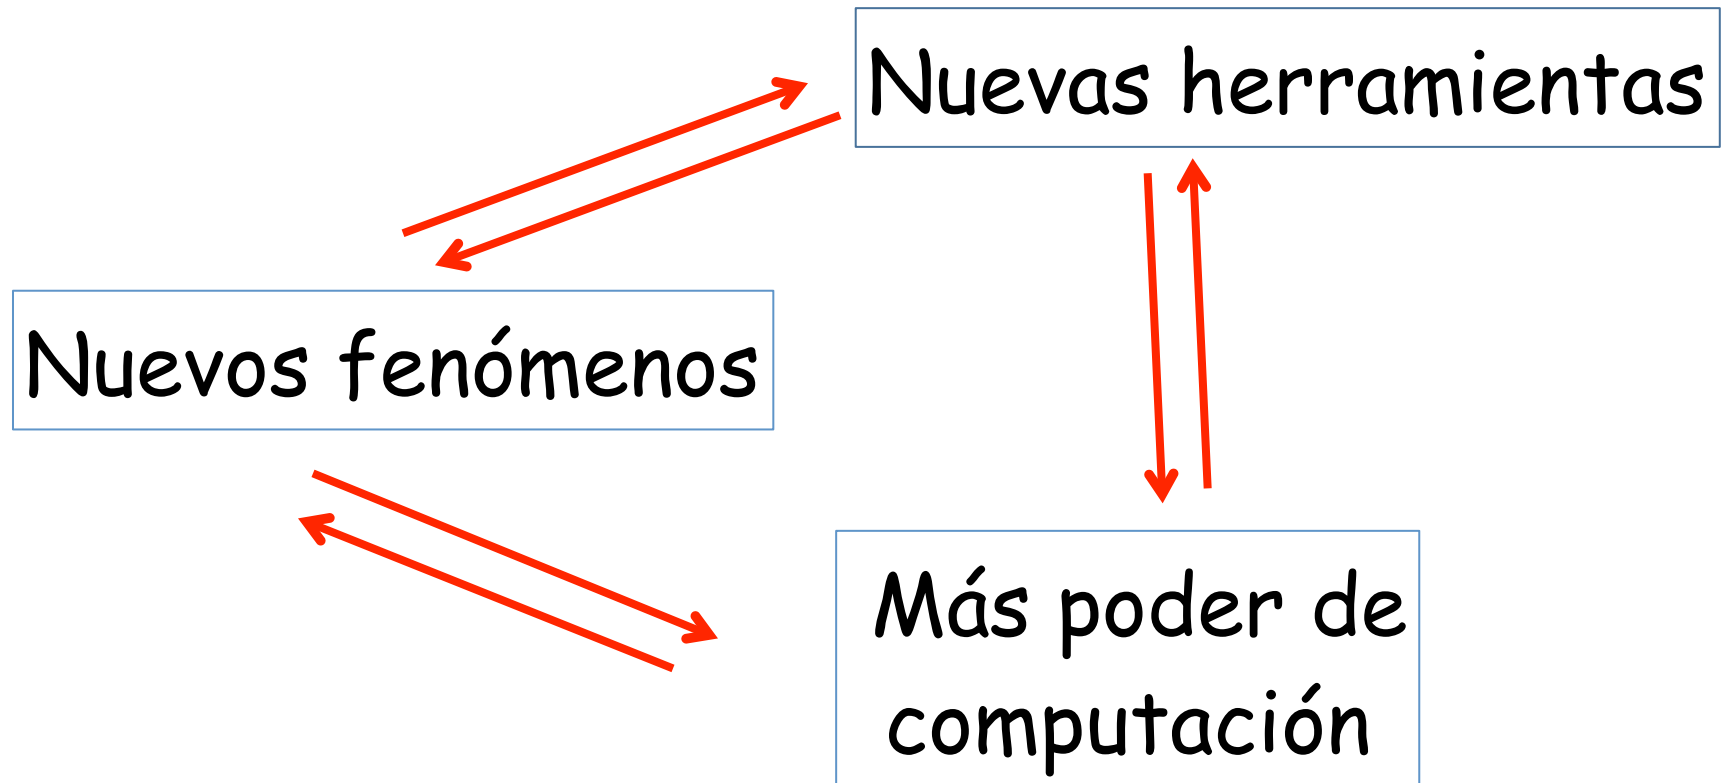 Nuevas herramientas
Nuevos fenómenos
Más poder de
computación